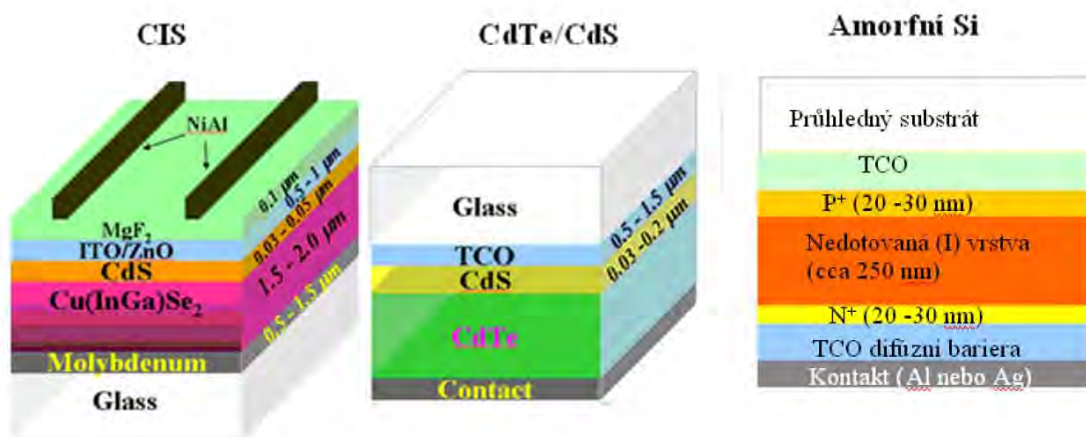 CIS
NiAl
MgF₂
0.1 µm
ITO/ZnO
0.5 - 1 µm
CdS
0.03 - 0.05 µm
Cu(InGa)Se₂
1.5 - 2.0 µm
Molybdenum
0.5 - 1.5 µm
Glass
CdTe/CdS
Glass
TCO
0.5 - 1.5 µm
CdS
0.03 -0.2 µm
CdTe
Contact
Amorfní Si
Průhledný substrát
TCO
P⁺ (20 -30 nm)
Nedotovaná (I) vrstva
(cca 250 nm)
N⁺ (20 -30 nm)
TCO difúzní bariera
Kontakt (Al nebo Ag)